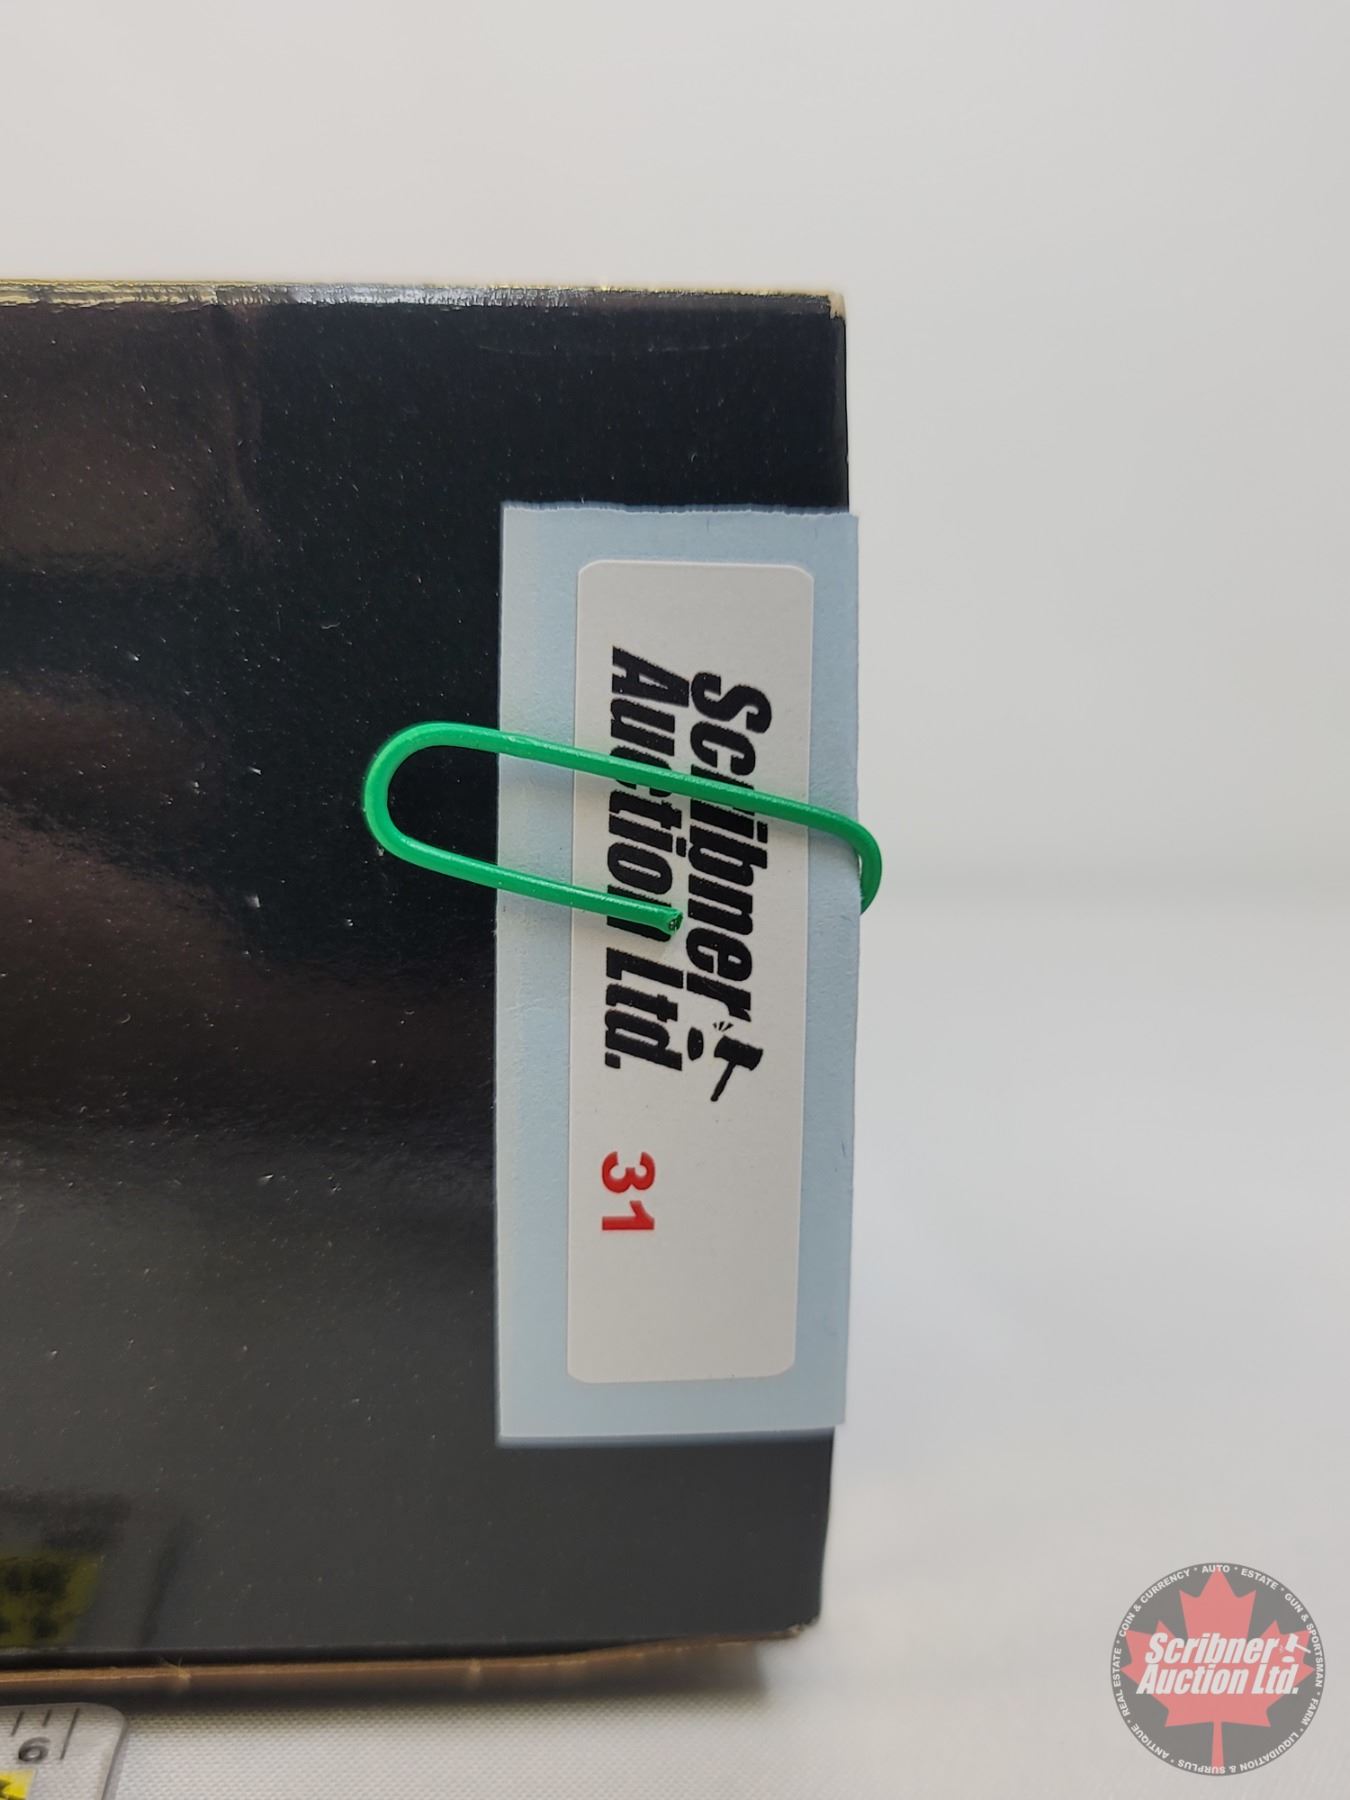 Scribner
Auction Ltd.
31
6
COIN & CURRENCY • AUTO • ESTATE • GUN & SPORTSMAN • FARM • LIQUIDATION & SURPLUS • ANTIQUE • REAL ESTATE •
Scribner
Auction Ltd.